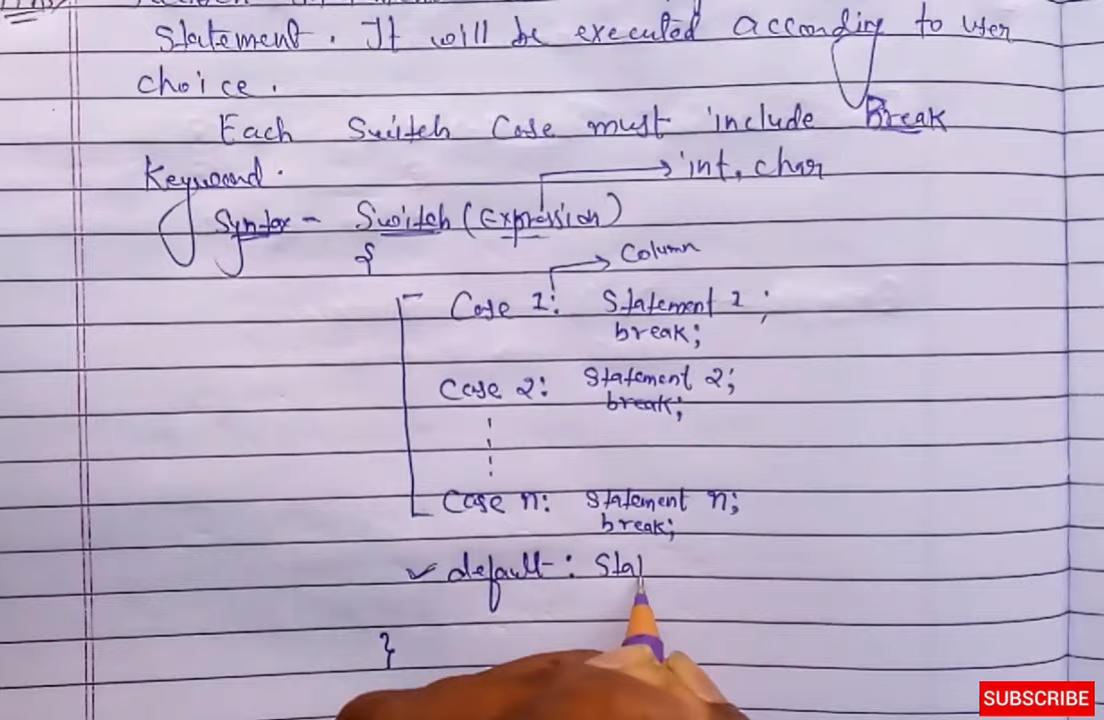 Statement. It will be executed according to user
choice.
Each Switch Case must include Break
Keyword.
int, char
Syntax - Switch (Expression)
{
Column
Case 1: Statement 1;
break;
Case 2: Statement 2;
break;
Case n: Statement n;
break;
default: Stat
}
SUBSCRIBE